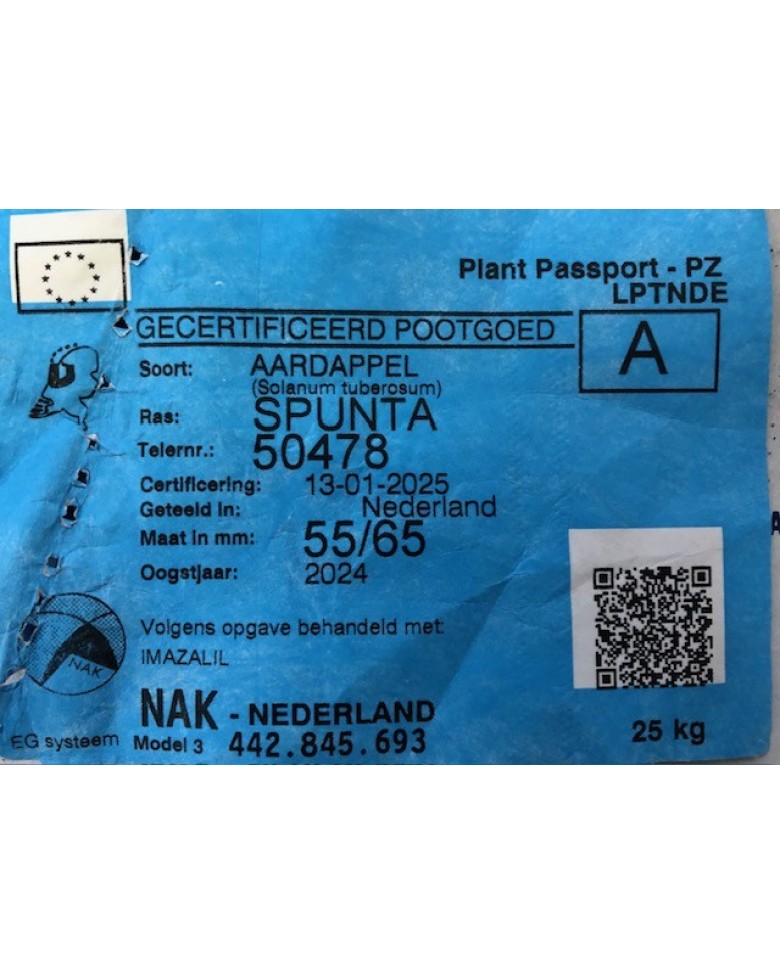 Plant Passport - PZ
LPTNDE
GECERTIFICEERD POOTGOED
A
Soort: AARDAPPEL
(Solanum tuberosum)
Ras: SPUNTA
Telernr.: 50478
Certificering: 13-01-2025
Geteeld in: Nederland
Maat in mm: 55/65
Oogstjaar: 2024
Volgens opgave behandeld met:
IMAZALIL
NAK
NAK - NEDERLAND
25 kg
EG systeem Model 3 442.845.693